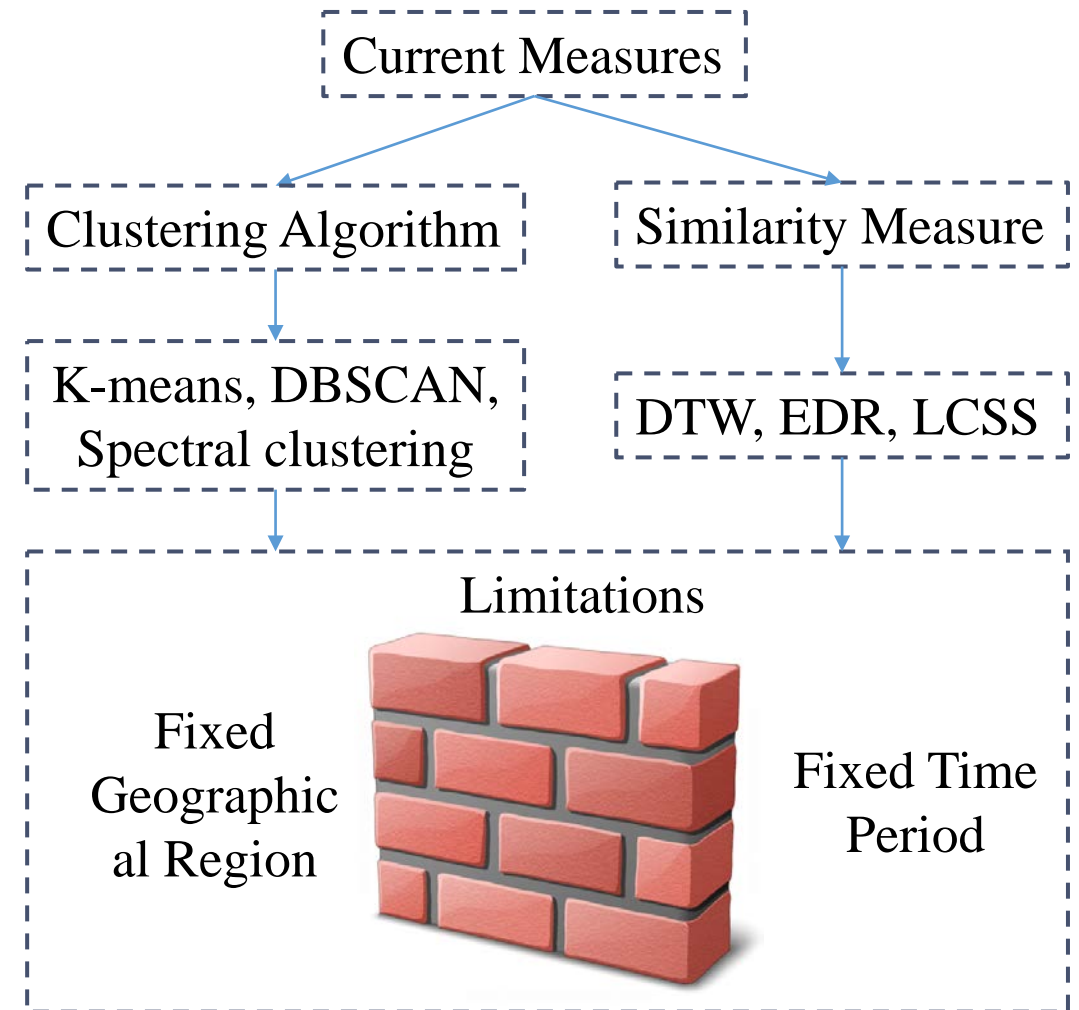 Current Measures
Clustering Algorithm
Similarity Measure
K-means, DBSCAN,
Spectral clustering
DTW, EDR, LCSS
Limitations
Fixed
Geographic
al Region
Fixed Time
Period